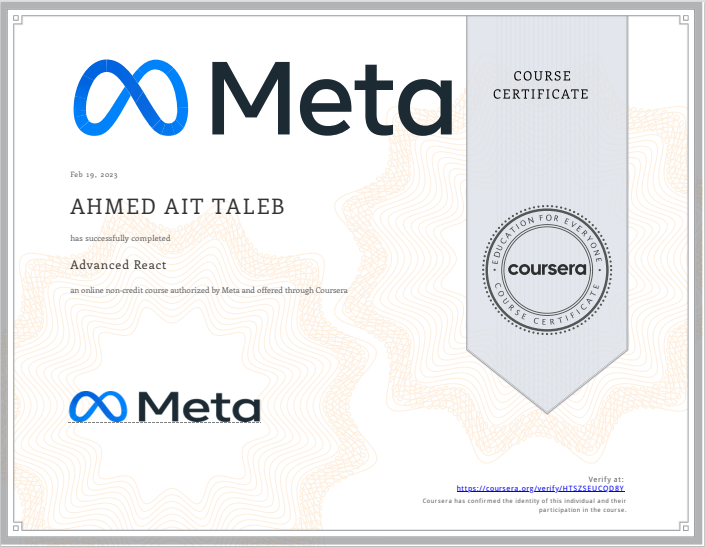 Meta
COURSE
CERTIFICATE
Feb 19, 2023
AHMED AIT TALEB
has successfully completed
Advanced React
an online non-credit course authorized by Meta and offered through Coursera
EDUCATION FOR EVERYONE
coursera
COURSE CERTIFICATE
Meta
Verify at:
https://coursera.org/verify/HTSZSEUCQD8Y
Coursera has confirmed the identity of this individual and their
participation in the course.